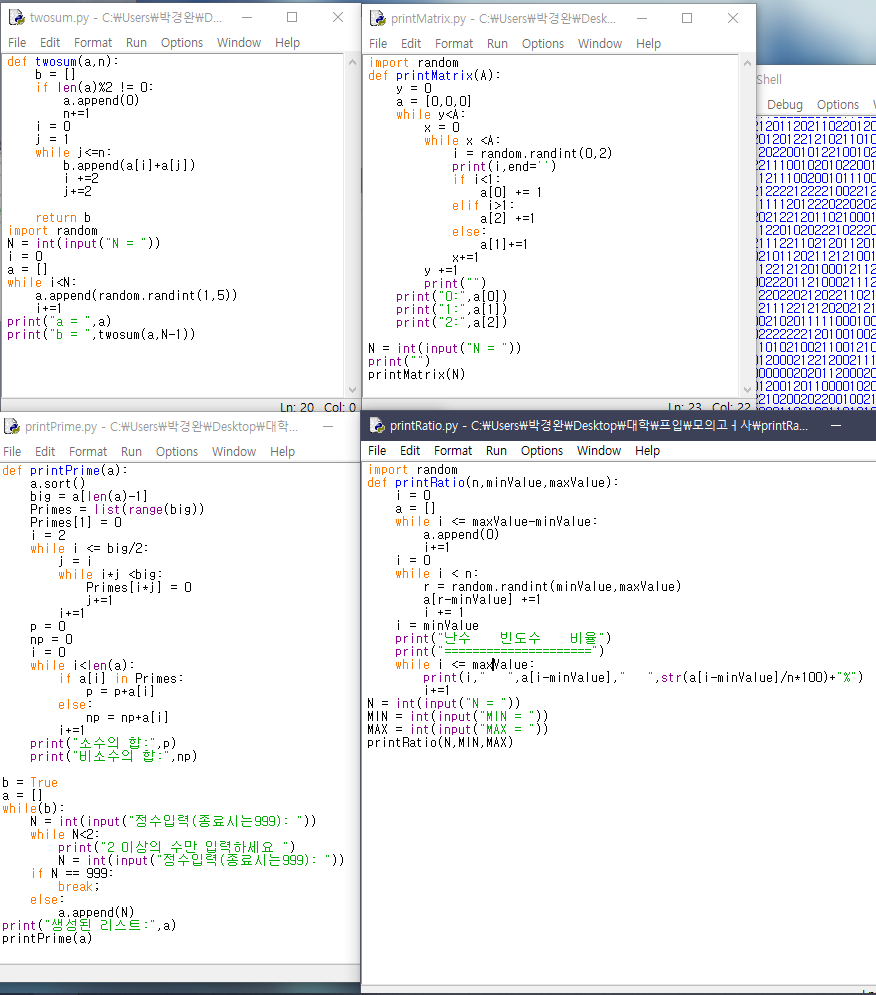 twosum.py - C:₩Users₩박경완₩D...
File Edit Format Run Options Window Help
def twosum(a,n):
    b = []
    if len(a)%2 != 0:
        a.append(0)
        n+=1
    i = 0
    j = 1
    while j<=n:
        b.append(a[i]+a[j])
        i +=2
        j+=2
    return b
import random
N = int(input("N = "))
i = 0
a = []
while i<N:
    a.append(random.randint(1,5))
    i+=1
print("a = ",a)
print("b = ",twosum(a,N-1))
Ln: 20 Col: 0
printMatrix.py - C:₩Users₩박경완₩Desk...
File Edit Format Run Options Window Help
import random
def printMatrix(A):
    y = 0
    a = [0,0,0]
    while y<A:
        x = 0
        while x <A:
            i = random.randint(0,2)
            print(i,end='')
            if i<1:
                a[0] += 1
            elif i>1:
                a[2] +=1
            else:
                a[1]+=1
            x+=1
        y +=1
        print("")
    print("0:",a[0])
    print("1:",a[1])
    print("2:",a[2])
N = int(input("N = "))
print("")
printMatrix(N)
Ln: 23 Col: 22
Shell
Debug Options
printPrime.py - C:₩Users₩박경완₩Desktop₩대학...
File Edit Format Run Options Window Help
def printPrime(a):
    a.sort()
    big = a[len(a)-1]
    Primes = list(range(big))
    Primes[1] = 0
    i = 2
    while i <= big/2:
        j = i
        while i*j <big:
            Primes[i*j] = 0
            j+=1
        i+=1
    p = 0
    np = 0
    i = 0
    while i<len(a):
        if a[i] in Primes:
            p = p+a[i]
        else:
            np = np+a[i]
        i+=1
    print("소수의 합:",p)
    print("비소수의 합:",np)
b = True
a = []
while(b):
    N = int(input("정수입력(종료시는999): "))
    while N<2:
        print("2 이상의 수만 입력하세요 ")
        N = int(input("정수입력(종료시는999): "))
    if N == 999:
        break;
    else:
        a.append(N)
print("생성된 리스트:",a)
printPrime(a)
printRatio.py - C:₩Users₩박경완₩Desktop₩대학₩프입₩모의고ㅓ사₩printRa...
File Edit Format Run Options Window Help
import random
def printRatio(n,minValue,maxValue):
    i = 0
    a = []
    while i <= maxValue-minValue:
        a.append(0)
        i+=1
    i = 0
    while i < n:
        r = random.randint(minValue,maxValue)
        a[r-minValue] +=1
        i += 1
    i = minValue
    print("난수    빈도수    비율")
    print("=====================")
    while i <= maxValue:
        print(i,"   ",a[i-minValue],"   ",str(a[i-minValue]/n*100)+"%")
        i+=1
N = int(input("N = "))
MIN = int(input("MIN = "))
MAX = int(input("MAX = "))
printRatio(N,MIN,MAX)